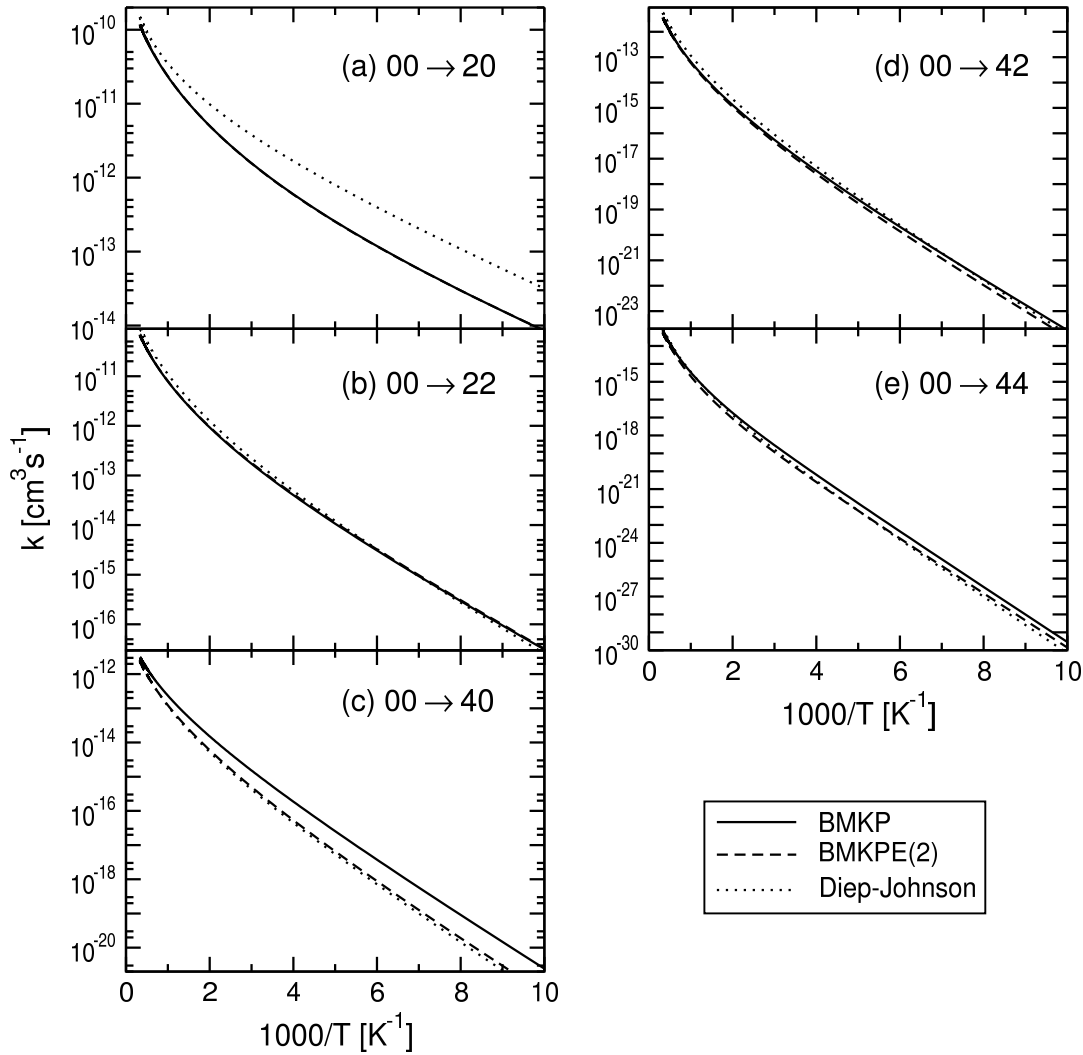 k [cm³s⁻¹]
(a) 00 → 20
10⁻¹⁰
10⁻¹¹
10⁻¹²
10⁻¹³
10⁻¹⁴
(b) 00 → 22
10⁻¹¹
10⁻¹²
10⁻¹³
10⁻¹⁴
10⁻¹⁵
10⁻¹⁶
(c) 00 → 40
10⁻¹²
10⁻¹⁴
10⁻¹⁶
10⁻¹⁸
10⁻²⁰
0 2 4 6 8 10
1000/T [K⁻¹]
(d) 00 → 42
10⁻¹³
10⁻¹⁵
10⁻¹⁷
10⁻¹⁹
10⁻²¹
10⁻²³
(e) 00 → 44
10⁻¹⁵
10⁻¹⁸
10⁻²¹
10⁻²⁴
10⁻²⁷
10⁻³⁰
0 2 4 6 8 10
1000/T [K⁻¹]
BMKP
BMKPE(2)
Diep-Johnson